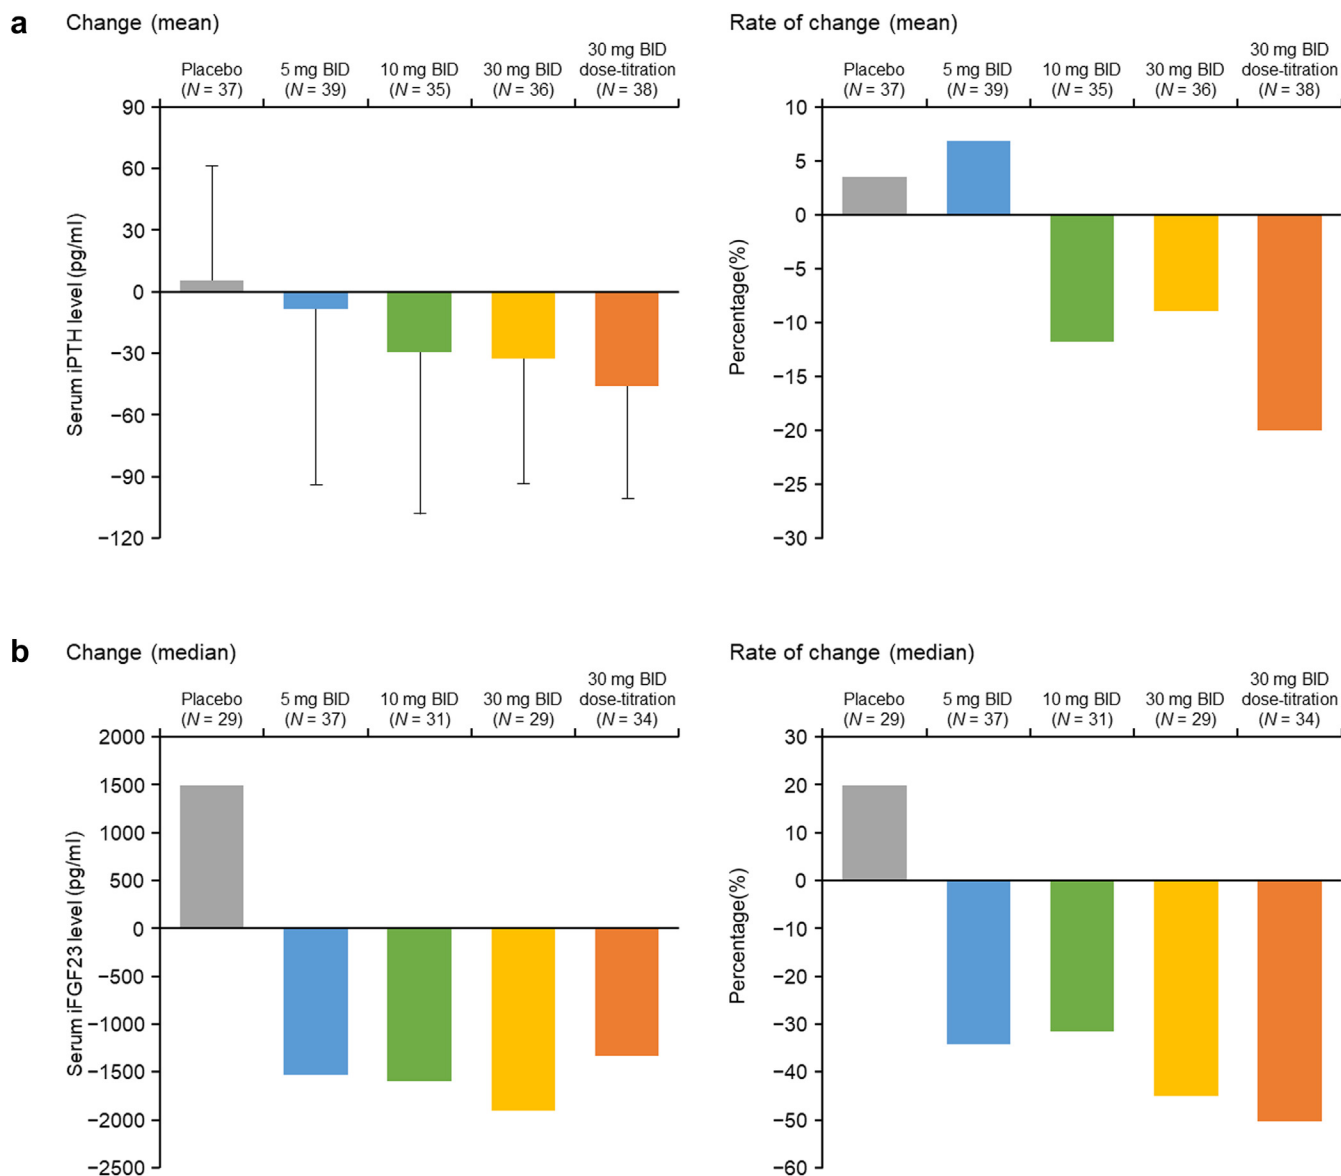 a
Change (mean)
Placebo
(N = 37)
5 mg BID
(N = 39)
10 mg BID
(N = 35)
30 mg BID
(N = 36)
30 mg BID
dose-titration
(N = 38)
Serum iPTH level (pg/ml)
90
60
30
0
−30
−60
−90
−120
Rate of change (mean)
Placebo
(N = 37)
5 mg BID
(N = 39)
10 mg BID
(N = 35)
30 mg BID
(N = 36)
30 mg BID
dose-titration
(N = 38)
Percentage(%)
10
5
0
−5
−10
−15
−20
−25
−30
b
Change (median)
Placebo
(N = 29)
5 mg BID
(N = 37)
10 mg BID
(N = 31)
30 mg BID
(N = 29)
30 mg BID
dose-titration
(N = 34)
Serum iFGF23 level (pg/ml)
2000
1500
1000
500
0
−500
−1000
−1500
−2000
−2500
Rate of change (median)
Placebo
(N = 29)
5 mg BID
(N = 37)
10 mg BID
(N = 31)
30 mg BID
(N = 29)
30 mg BID
dose-titration
(N = 34)
Percentage(%)
30
20
10
0
−10
−20
−30
−40
−50
−60